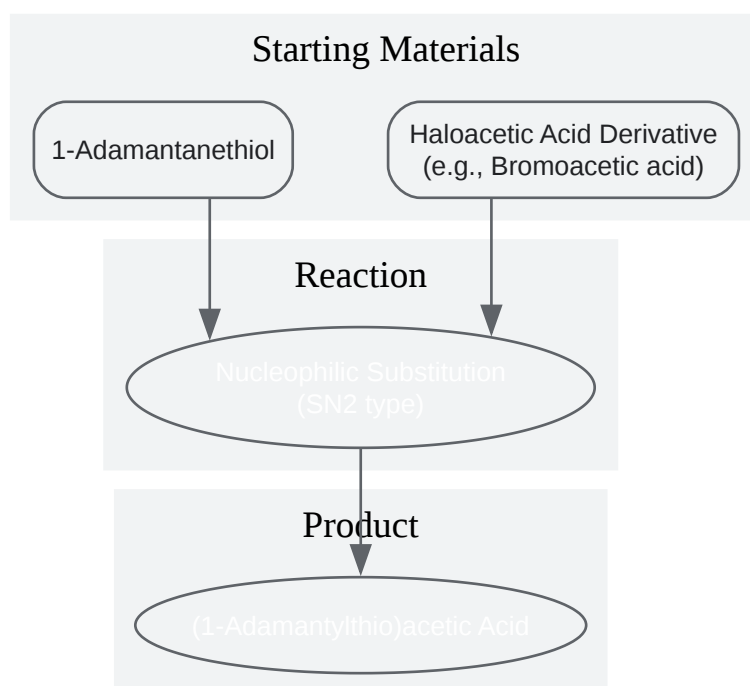 Starting Materials
1-Adamantanethiol
Haloacetic Acid Derivative
(e.g., Bromoacetic acid)
Reaction
Nucleophilic Substitution
(SN2 type)
Product
(1-Adamantylthio)acetic Acid